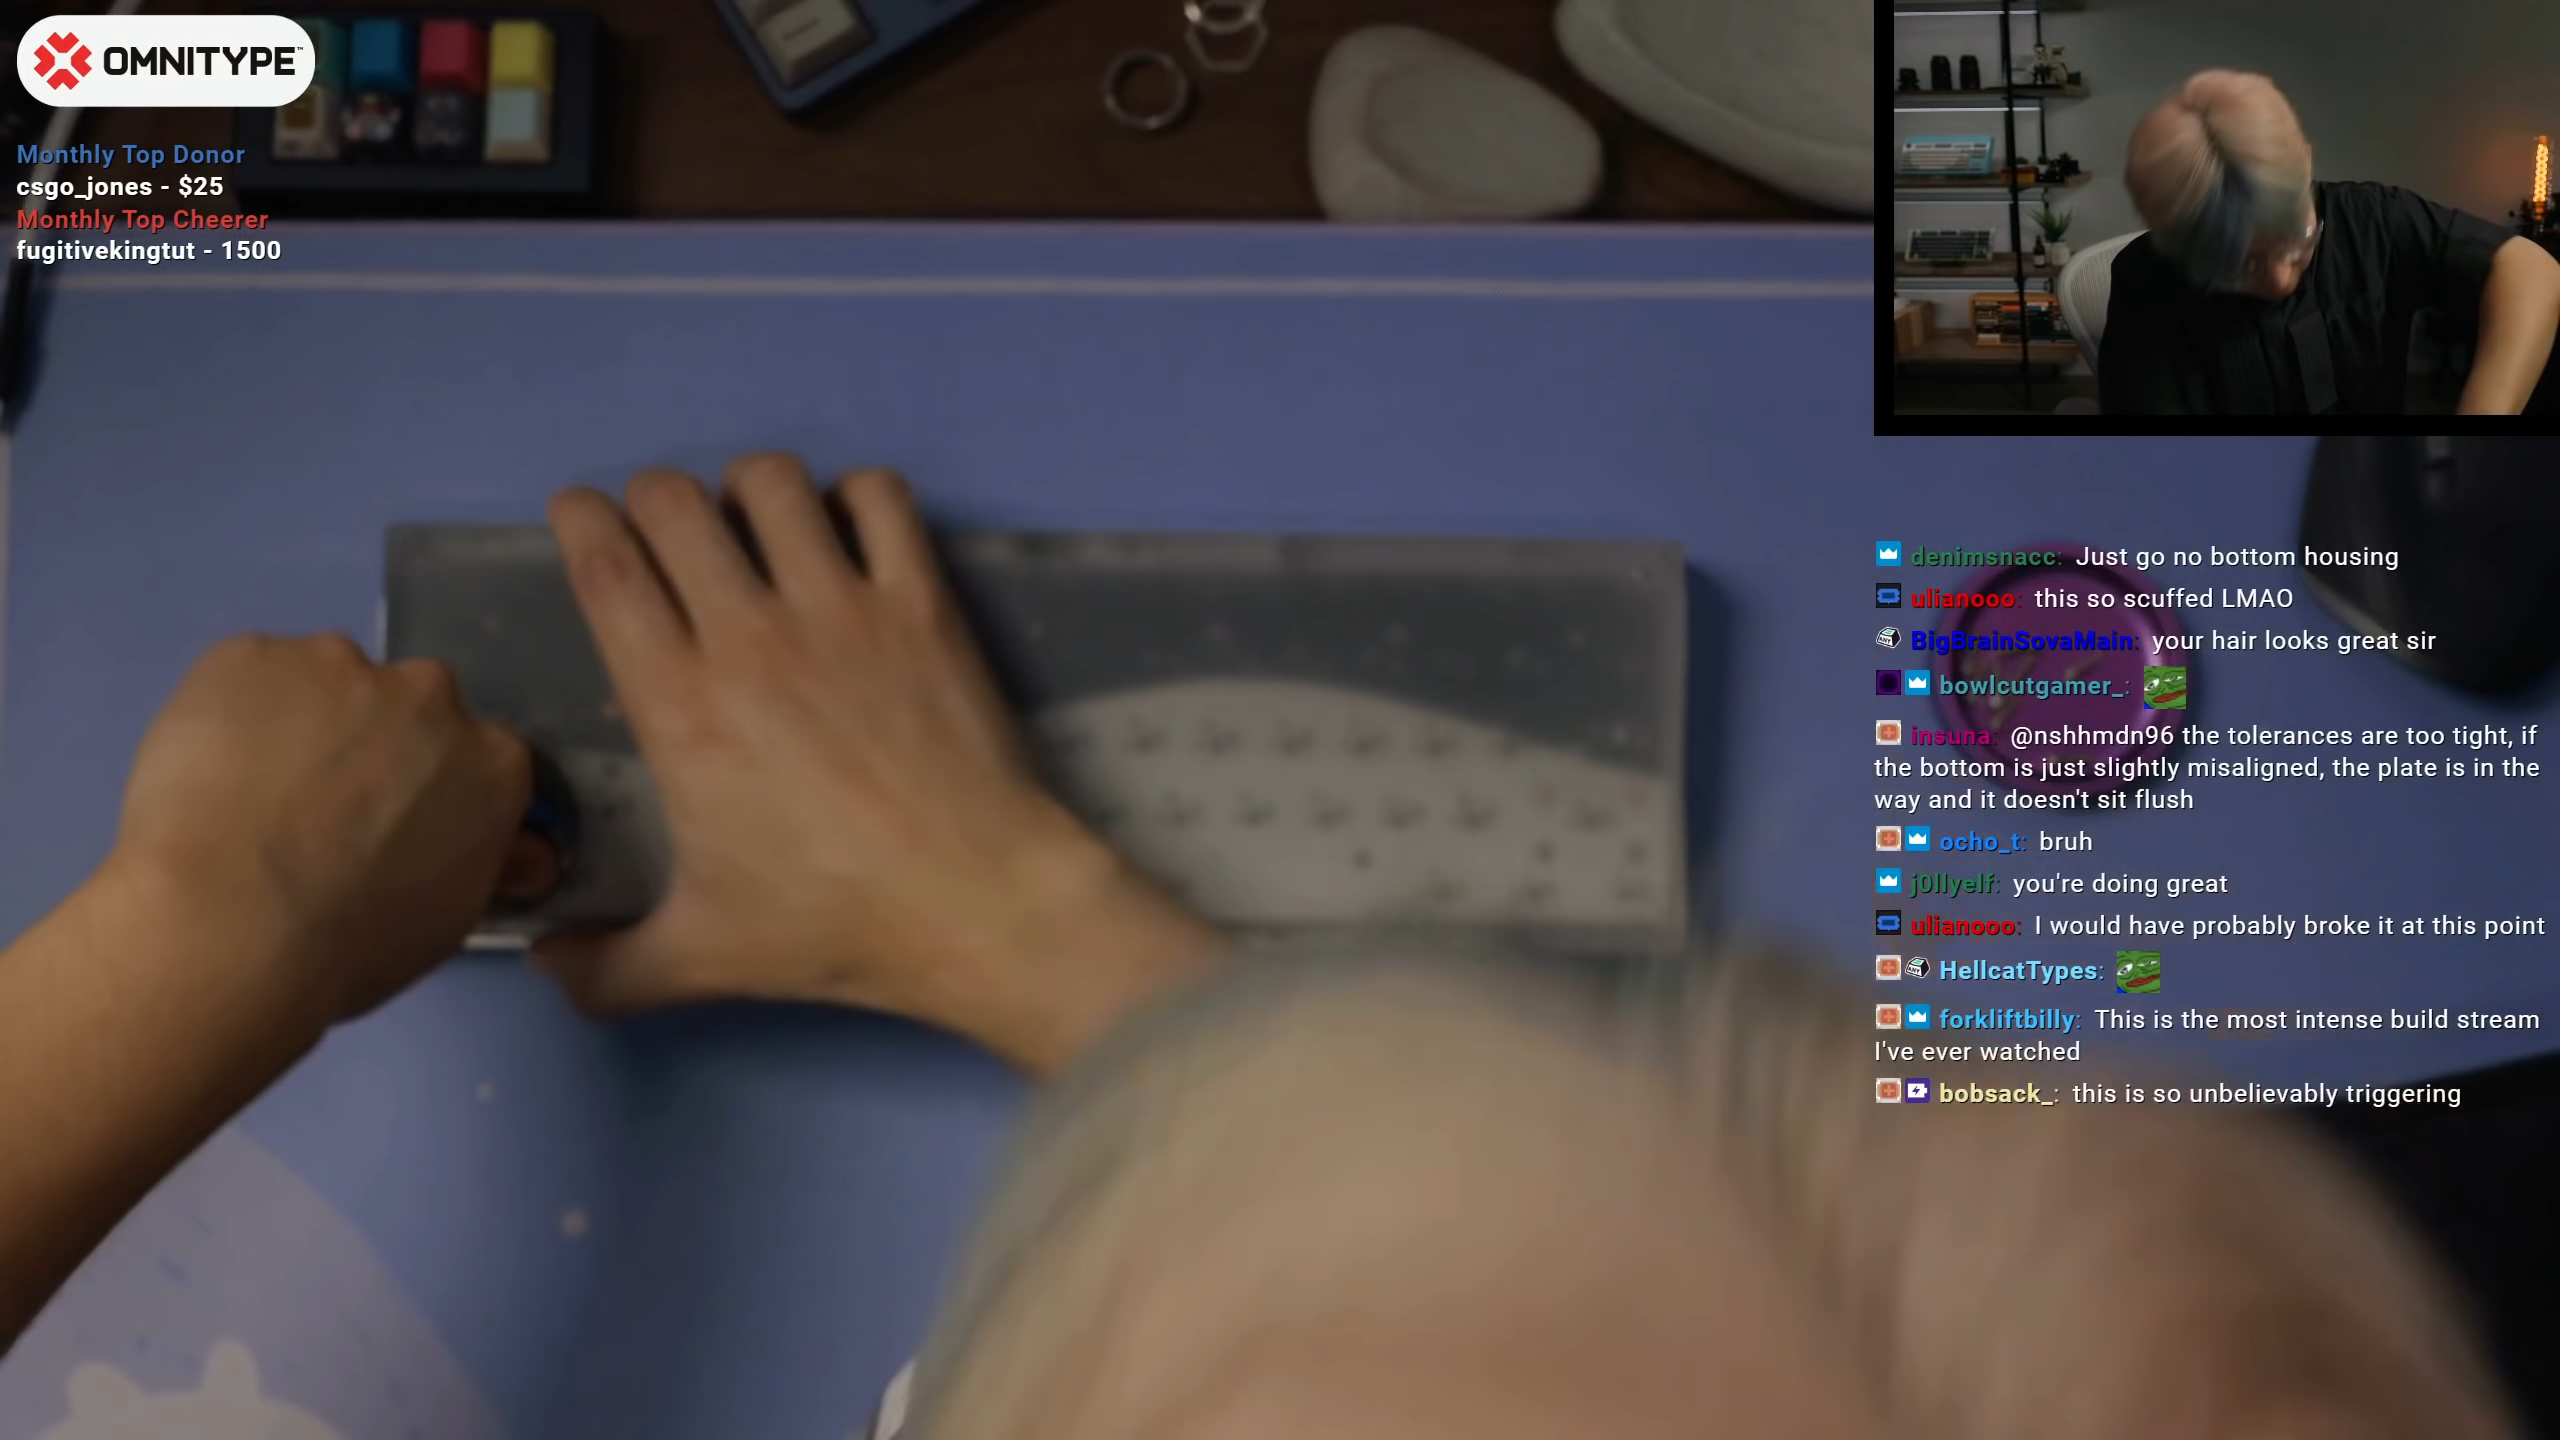 OMNITYPE™
Monthly Top Donor
csgo_jones - $25
Monthly Top Cheerer
fugitivekingtut - 1500
denimsnacc: Just go no bottom housing
ulianooo: this so scuffed LMAO
BigBrainSovaMain: your hair looks great sir
bowlcutgamer_:
insuna: @nshhmdn96 the tolerances are too tight, if
the bottom is just slightly misaligned, the plate is in the
way and it doesn't sit flush
ocho_t: bruh
j0llyelf: you're doing great
ulianooo: I would have probably broke it at this point
HellcatTypes:
forkliftbilly: This is the most intense build stream
I've ever watched
bobsack_: this is so unbelievably triggering